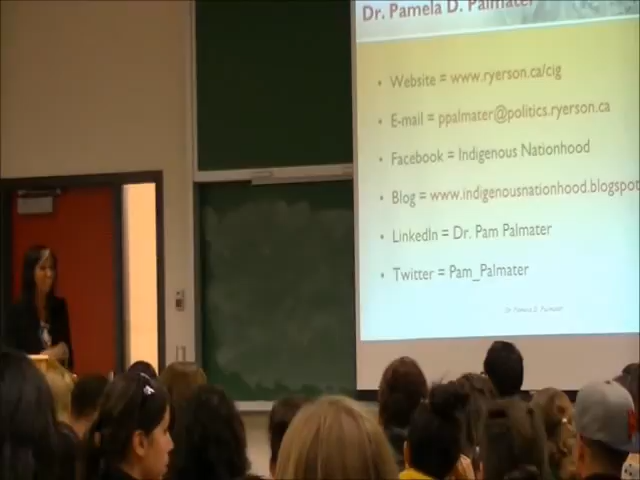 Dr. Pamela D. Palmater
• Website = www.ryerson.ca/cig
• E-mail = ppalmater@politics.ryerson.ca
• Facebook = Indigenous Nationhood
• Blog = www.indigenousnationhood.blogspot
• LinkedIn = Dr. Pam Palmater
• Twitter = Pam_Palmater
Dr. Pamela D. Palmater